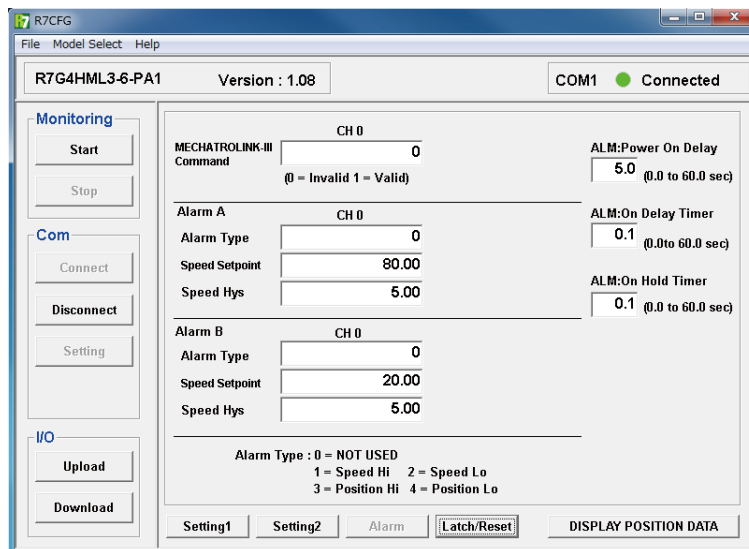 R7 R7CFG
File Model Select Help
R7G4HML3-6-PA1 Version : 1.08 COM1 Connected
Monitoring
Start
Stop
Com
Connect
Disconnect
Setting
I/O
Upload
Download
CH 0
MECHATROLINK-III
Command
0
(0 = Invalid 1 = Valid)
Alarm A CH 0
Alarm Type 0
Speed Setpoint 80.00
Speed Hys 5.00
Alarm B CH 0
Alarm Type 0
Speed Setpoint 20.00
Speed Hys 5.00
Alarm Type : 0 = NOT USED
1 = Speed Hi 2 = Speed Lo
3 = Position Hi 4 = Position Lo
ALM:Power On Delay
5.0 (0.0 to 60.0 sec)
ALM:On Delay Timer
0.1 (0.0to 60.0 sec)
ALM:On Hold Timer
0.1 (0.0 to 60.0 sec)
Setting1 Setting2 Alarm Latch/Reset DISPLAY POSITION DATA